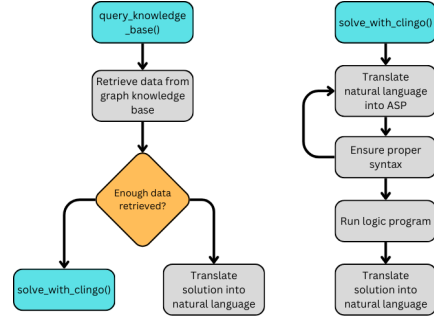 query_knowledge
_base()
Retrieve data from
graph knowledge
base
Enough data
retrieved?
solve_with_clingo()
Translate
solution into
natural language
solve_with_clingo()
Translate
natural language
into ASP
Ensure proper
syntax
Run logic program
Translate
solution into
natural language